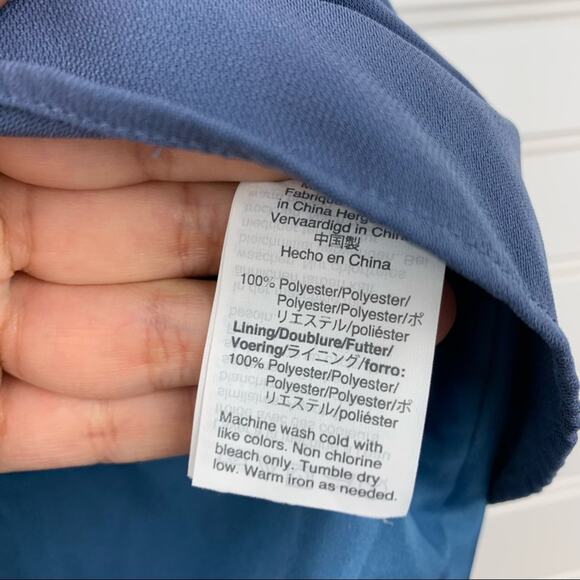 Fabriqu
in China Herge
Vervaardigd in Chin
中国製
Hecho en China
100% Polyester/Polyester/
Polyester/Polyester/ポ
リエステル/poliéster
Lining/Doublure/Futter/
Voering/ライニング/forro:
100% Polyester/Polyester/
Polyester/Polyester/ポ
リエステル/poliéster
Machine wash cold with
like colors. Non chlorine
bleach only. Tumble dry
low. Warm iron as needed.